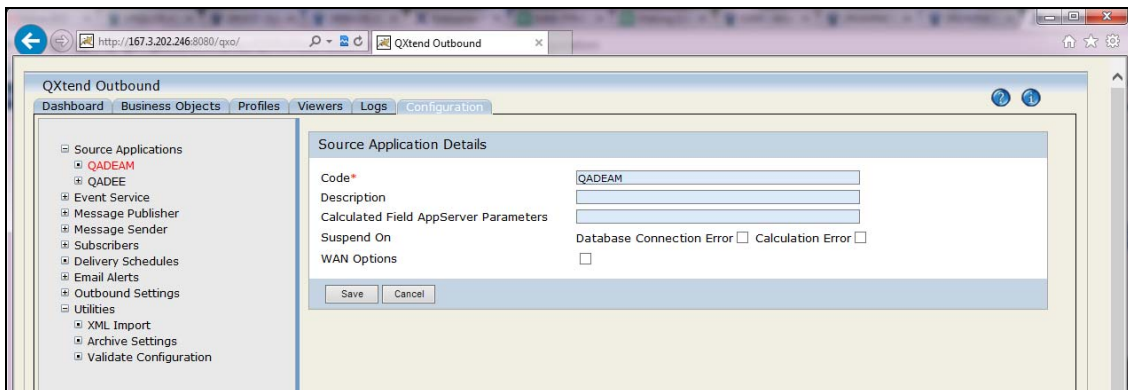 http://167.3.202.246:8080/qxo/
QXtend Outbound
QXtend Outbound
Dashboard Business Objects Profiles Viewers Logs Configuration
Source Applications
QADEAM
QADEE
Event Service
Message Publisher
Message Sender
Subscribers
Delivery Schedules
Email Alerts
Outbound Settings
Utilities
XML Import
Archive Settings
Validate Configuration
Source Application Details
Code* QADEAM
Description
Calculated Field AppServer Parameters
Suspend On Database Connection Error Calculation Error
WAN Options
Save Cancel